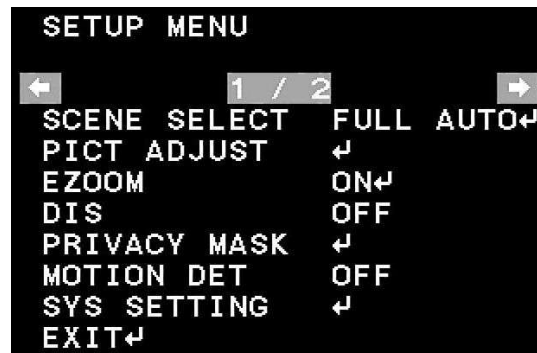 SETUP MENU
← 1 / 2 →
SCENE SELECT FULL AUTO↵
PICT ADJUST ↵
EZOOM ON↵
DIS OFF
PRIVACY MASK ↵
MOTION DET OFF
SYS SETTING ↵
EXIT↵